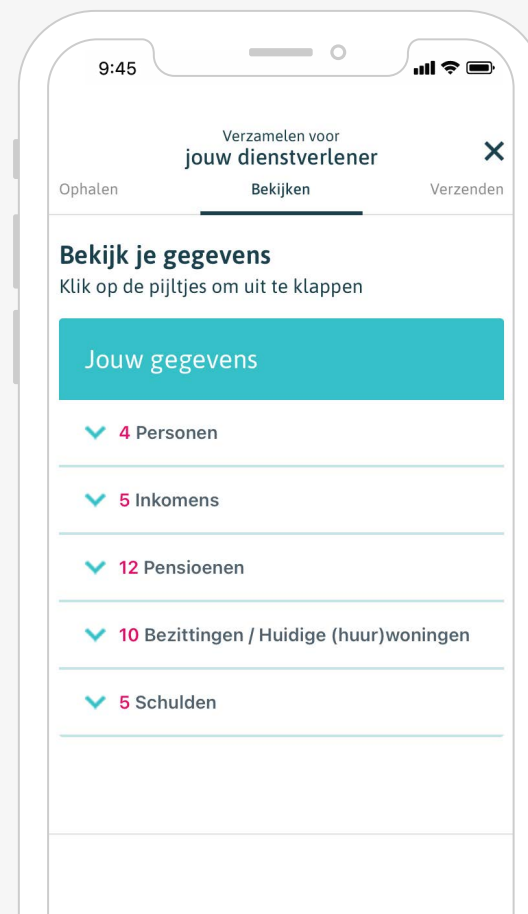 9:45
Verzamelen voor
jouw dienstverlener
Ophalen Bekijken Verzenden
Bekijk je gegevens
Klik op de pijltjes om uit te klappen
Jouw gegevens
4 Personen
5 Inkomens
12 Pensioenen
10 Bezittingen / Huidige (huur)woningen
5 Schulden